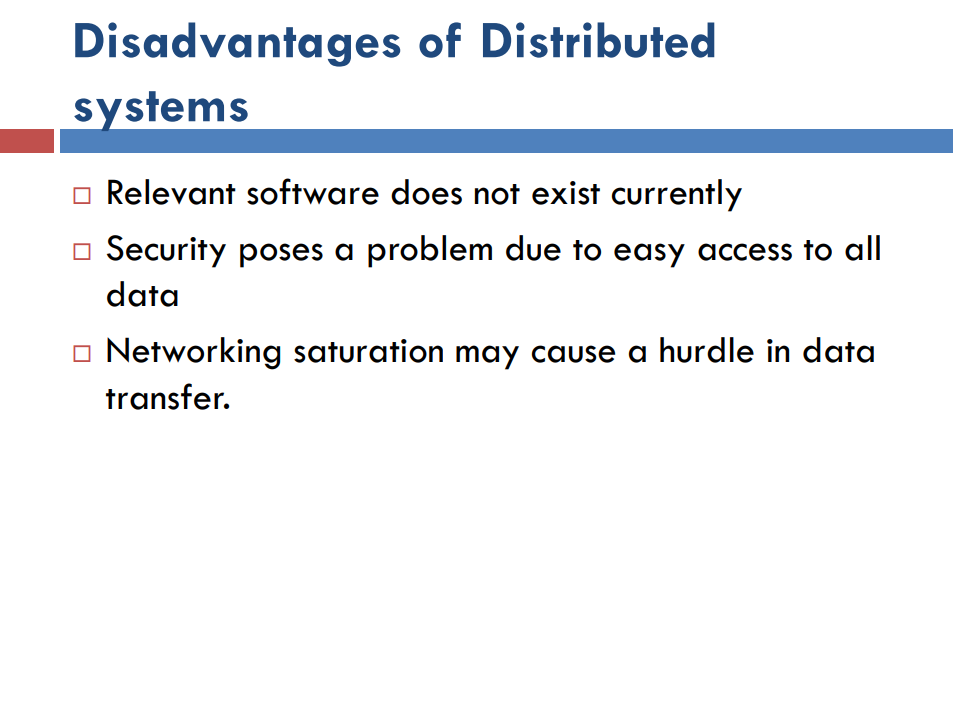 Disadvantages of Distributed
systems
Relevant software does not exist currently
Security poses a problem due to easy access to all
data
Networking saturation may cause a hurdle in data
transfer.